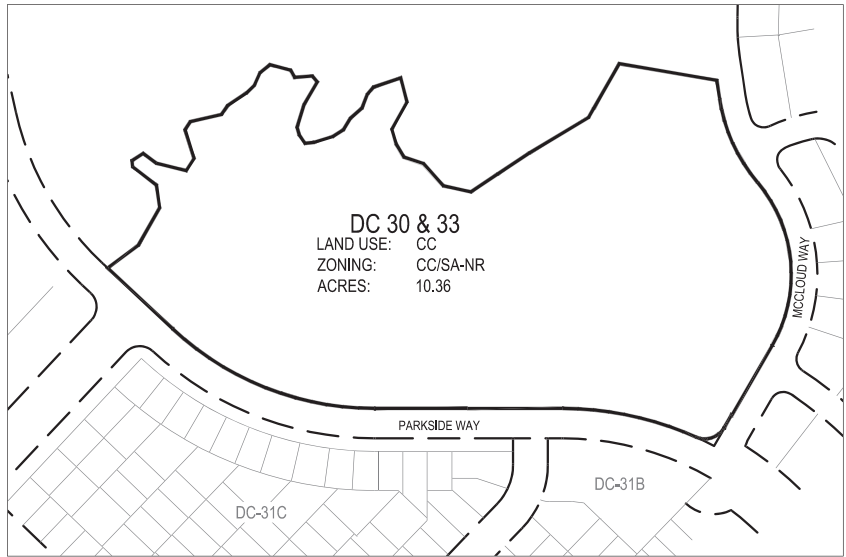 DC 30 & 33
LAND USE: CC
ZONING: CC/SA-NR
ACRES: 10.36
MCCLOUD WAY
PARKSIDE WAY
DC-31B
DC-31C